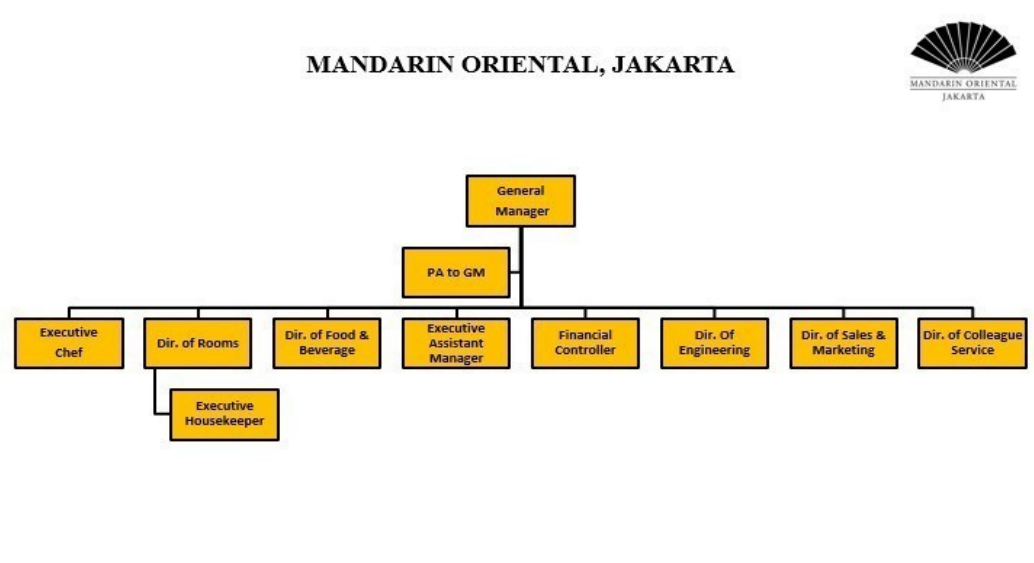 MANDARIN ORIENTAL, JAKARTA
MANDARIN ORIENTAL
JAKARTA
General
Manager
PA to GM
Executive
Chef
Dir. of Rooms
Dir. of Food &
Beverage
Executive
Assistant
Manager
Financial
Controller
Dir. Of
Engineering
Dir. of Sales &
Marketing
Dir. of Colleague
Service
Executive
Housekeeper